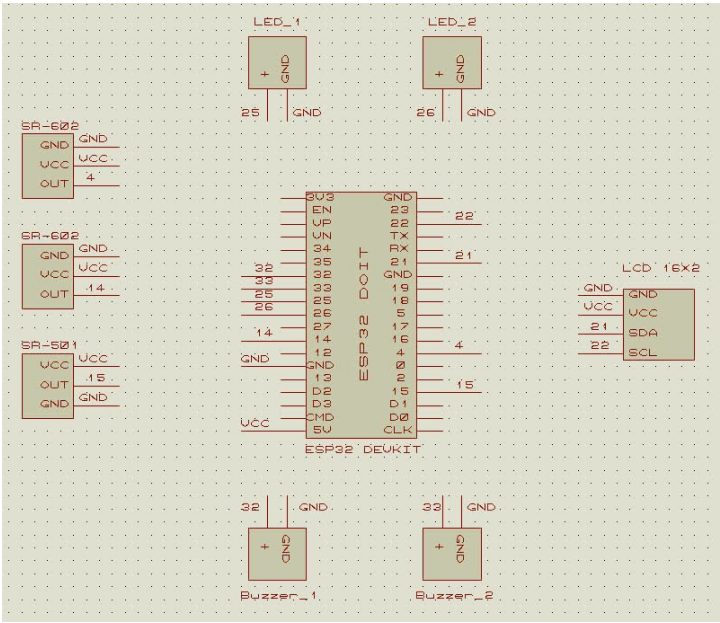 LED_1
LED_2
+ GND
+ GND
25 GND
26 GND
SR-602
GND GND
VCC VCC
OUT 4
SR-602
GND GND
VCC VCC
OUT 14
SR-501
VCC VCC
OUT 15
GND GND
3V3 GND
EN 23
VP 22 22
VN TX
34 RX
35 21 21
32 32 GND
33 33 19
25 25 18
26 26 5
27 17
14 14 16
12 4 4
GND GND 0
13 2
D2 15 15
D3 D1
CMD D0
VCC 5V CLK
ESP32 DOIT
ESP32 DEVKIT
LCD 16X2
GND GND
VCC VCC
21 SDA
22 SCL
32 GND
33 GND
+ GND
+ GND
Buzzer_1
Buzzer_2